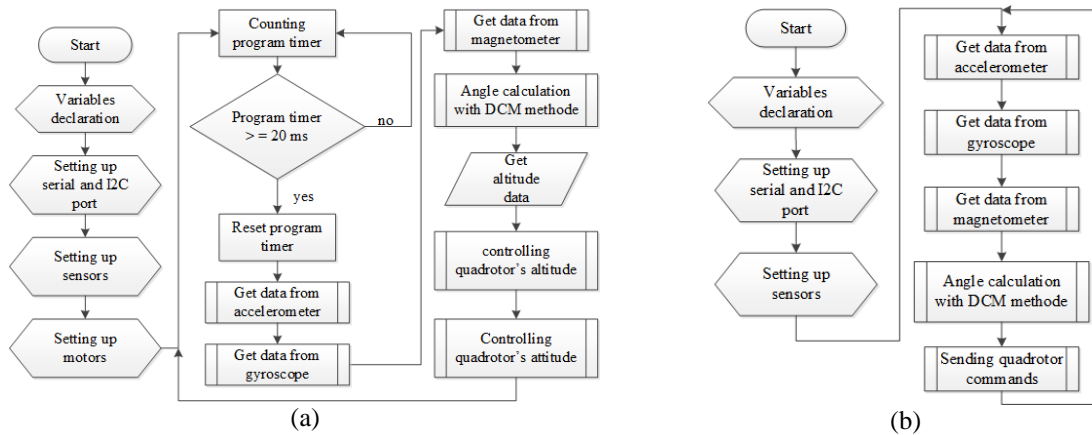 Start
Variables
declaration
Setting up
serial and I2C
port
Setting up
sensors
Setting up
motors
Counting
program timer
Program timer
> = 20 ms
no
yes
Reset program
timer
Get data from
accelerometer
Get data from
gyroscope
Get data from
magnetometer
Angle calculation
with DCM methode
Get
altitude
data
controlling
quadrotor's altitude
Controlling
quadrotor's attitude
(a)
Start
Variables
declaration
Setting up
serial and I2C
port
Setting up
sensors
Get data from
accelerometer
Get data from
gyroscope
Get data from
magnetometer
Angle calculation
with DCM methode
Sending quadrotor
commands
(b)